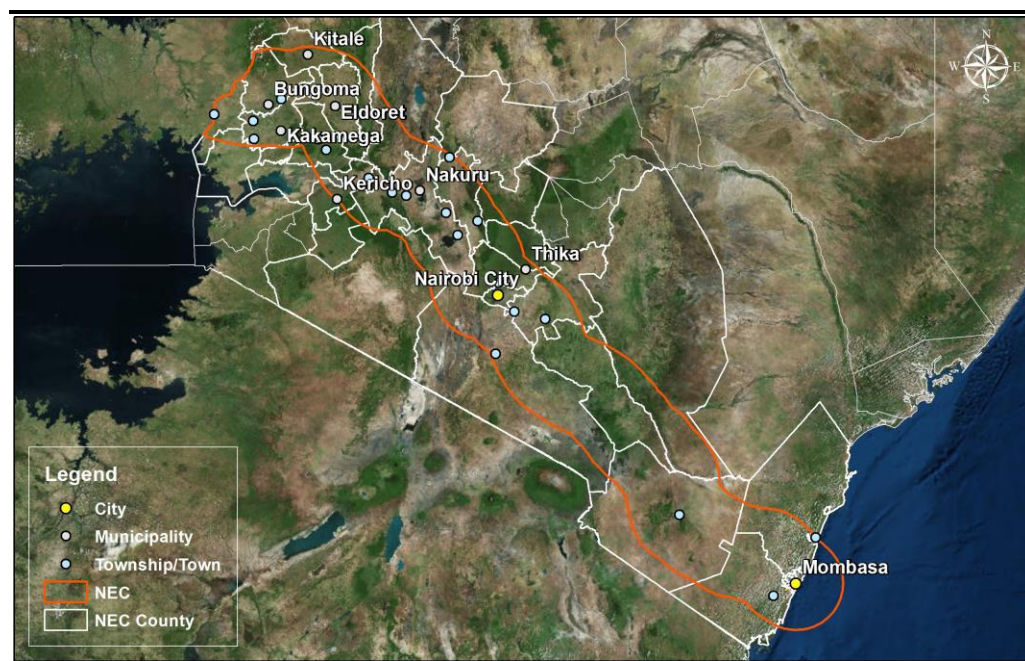 Kitale
N
W E
S
Bungoma
Eldoret
Kakamega
Kericho
Nakuru
Thika
Nairobi City
Mombasa
Legend
City
Municipality
Township/Town
NEC
NEC County